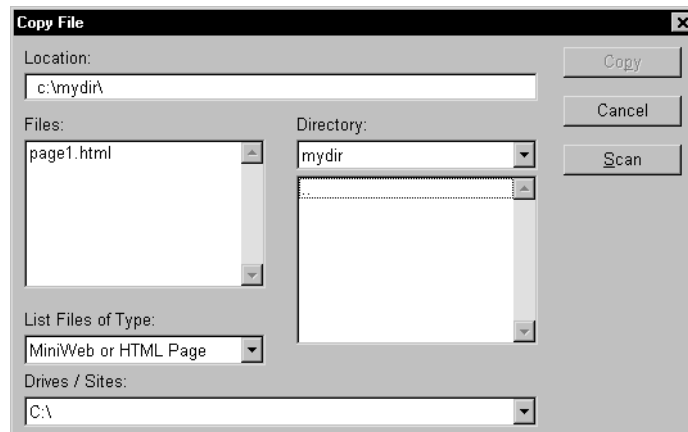 Copy File
Location:
c:\mydir\
Copy
Cancel
Scan
Files:
page1.html
Directory:
mydir
..
List Files of Type:
MiniWeb or HTML Page
Drives / Sites:
C:\